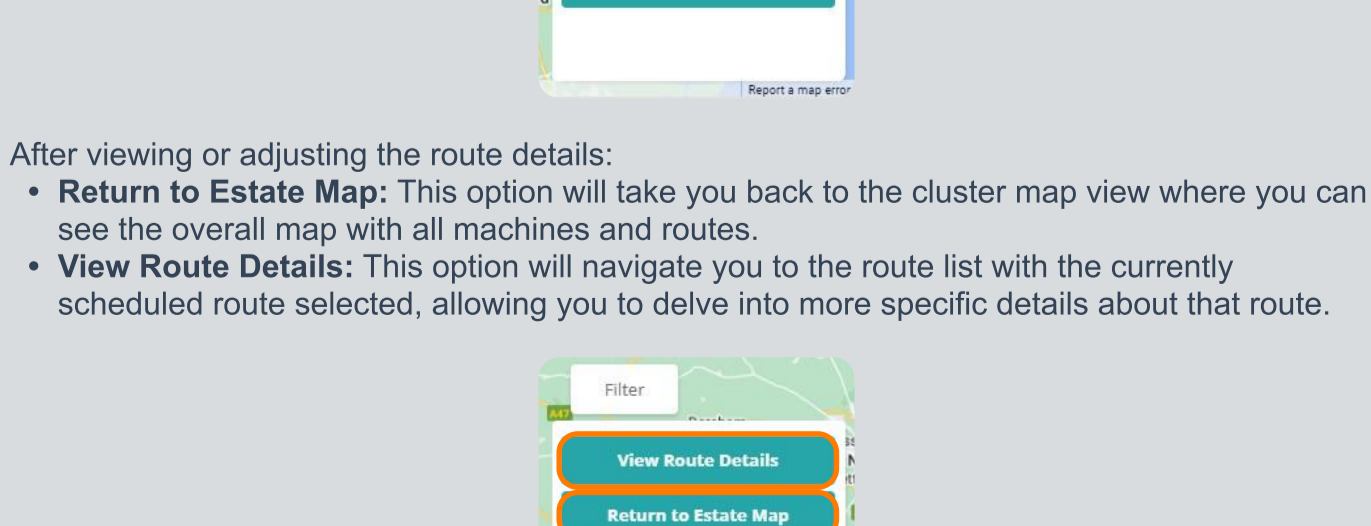 Report a map error
After viewing or adjusting the route details:
• Return to Estate Map: This option will take you back to the cluster map view where you can
see the overall map with all machines and routes.
• View Route Details: This option will navigate you to the route list with the currently
scheduled route selected, allowing you to delve into more specific details about that route.
Filter
A47
View Route Details
Return to Estate Map